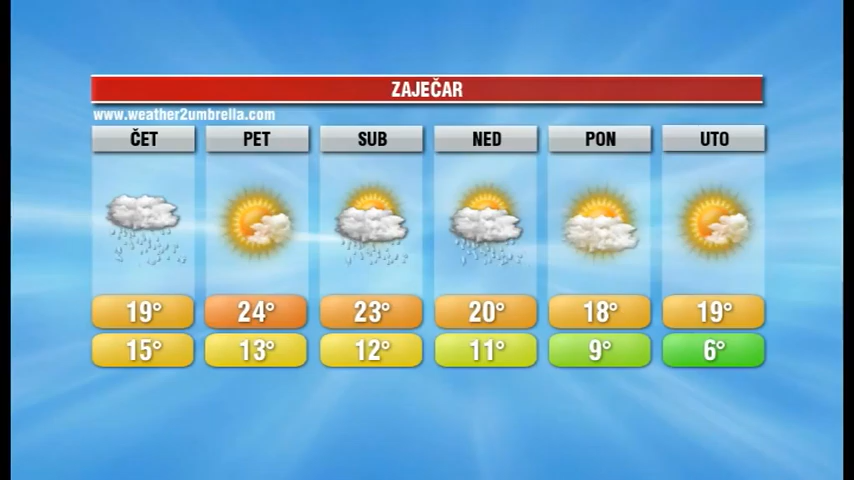 ZAJEČAR
www.weather2umbrella.com
ČET PET SUB NED PON UTO
19° 24° 23° 20° 18° 19°
15° 13° 12° 11° 9° 6°